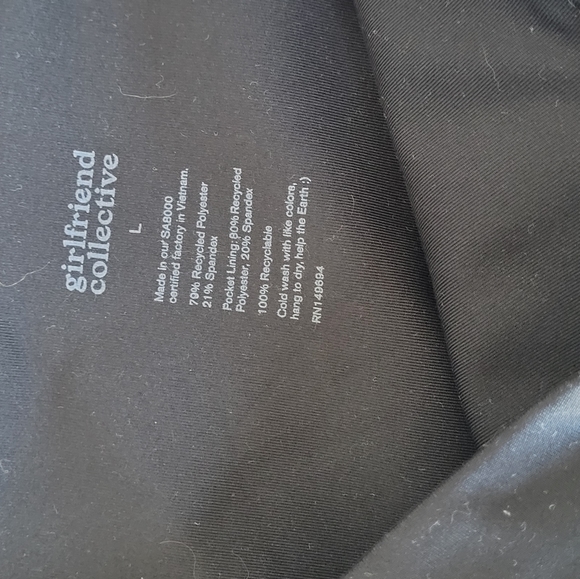 girlfriend
collective
L
Made in our SA8000
certified factory in Vietnam.
79% Recycled Polyester
21% Spandex
Pocket Lining: 80% Recycled
Polyester, 20% Spandex
100% Recyclable
Cold wash with like colors,
hang to dry, help the Earth :)
RN149694